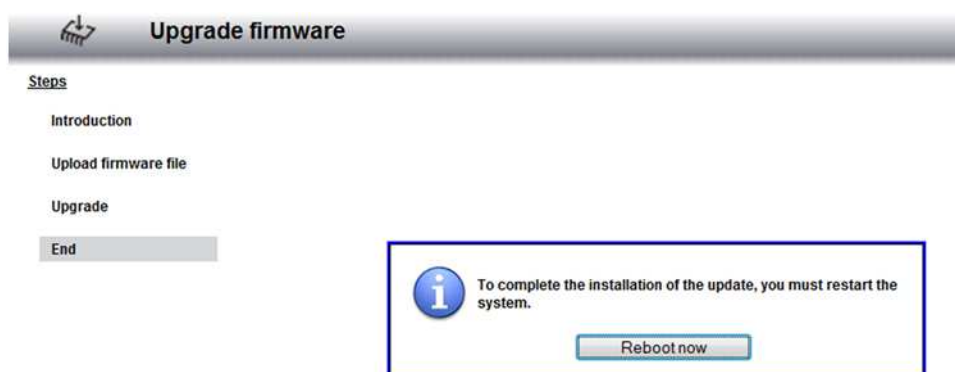 Upgrade firmware
Steps
Introduction
Upload firmware file
Upgrade
End
To complete the installation of the update, you must restart the
system.
Reboot now